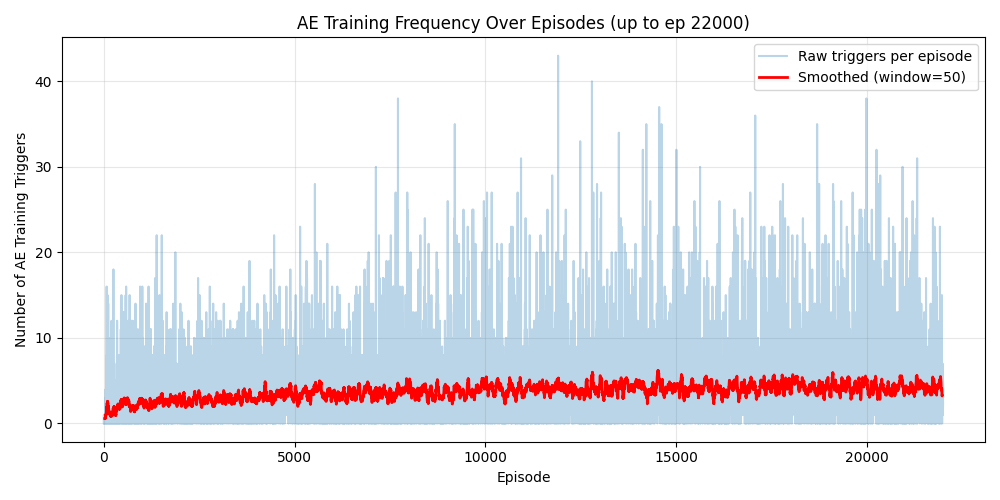 AE Training Frequency Over Episodes (up to ep 22000)
Raw triggers per episode
Smoothed (window=50)
Number of AE Training Triggers
40
30
20
10
0
0 5000 10000 15000 20000
Episode